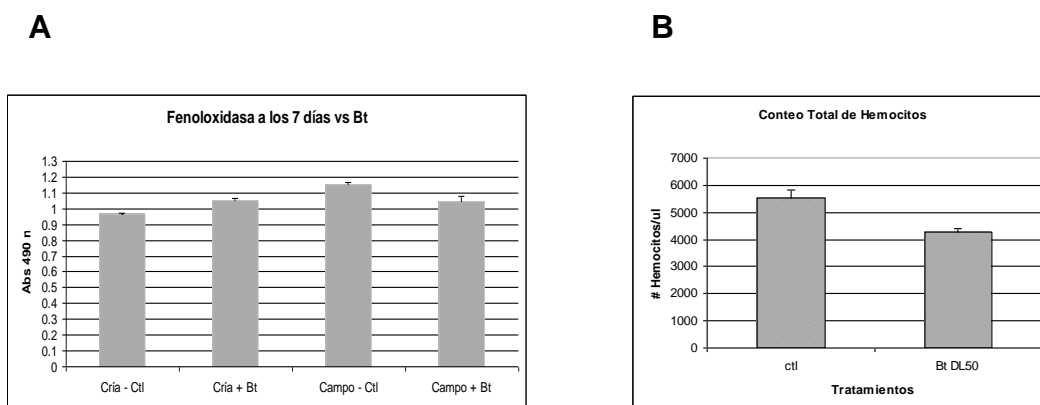 A
B
Fenoloxidasa a los 7 días vs Bt
Abs 490 n
1.3
1.2
1.1
1
0.9
0.8
0.7
0.6
0.5
0.4
0.3
0.2
0.1
0
Cría - Ctl Cría + Bt Campo - Ctl Campo + Bt
Conteo Total de Hemocitos
# Hemocitos/ul
7000
6000
5000
4000
3000
2000
1000
0
ctl Bt DL50
Tratamientos